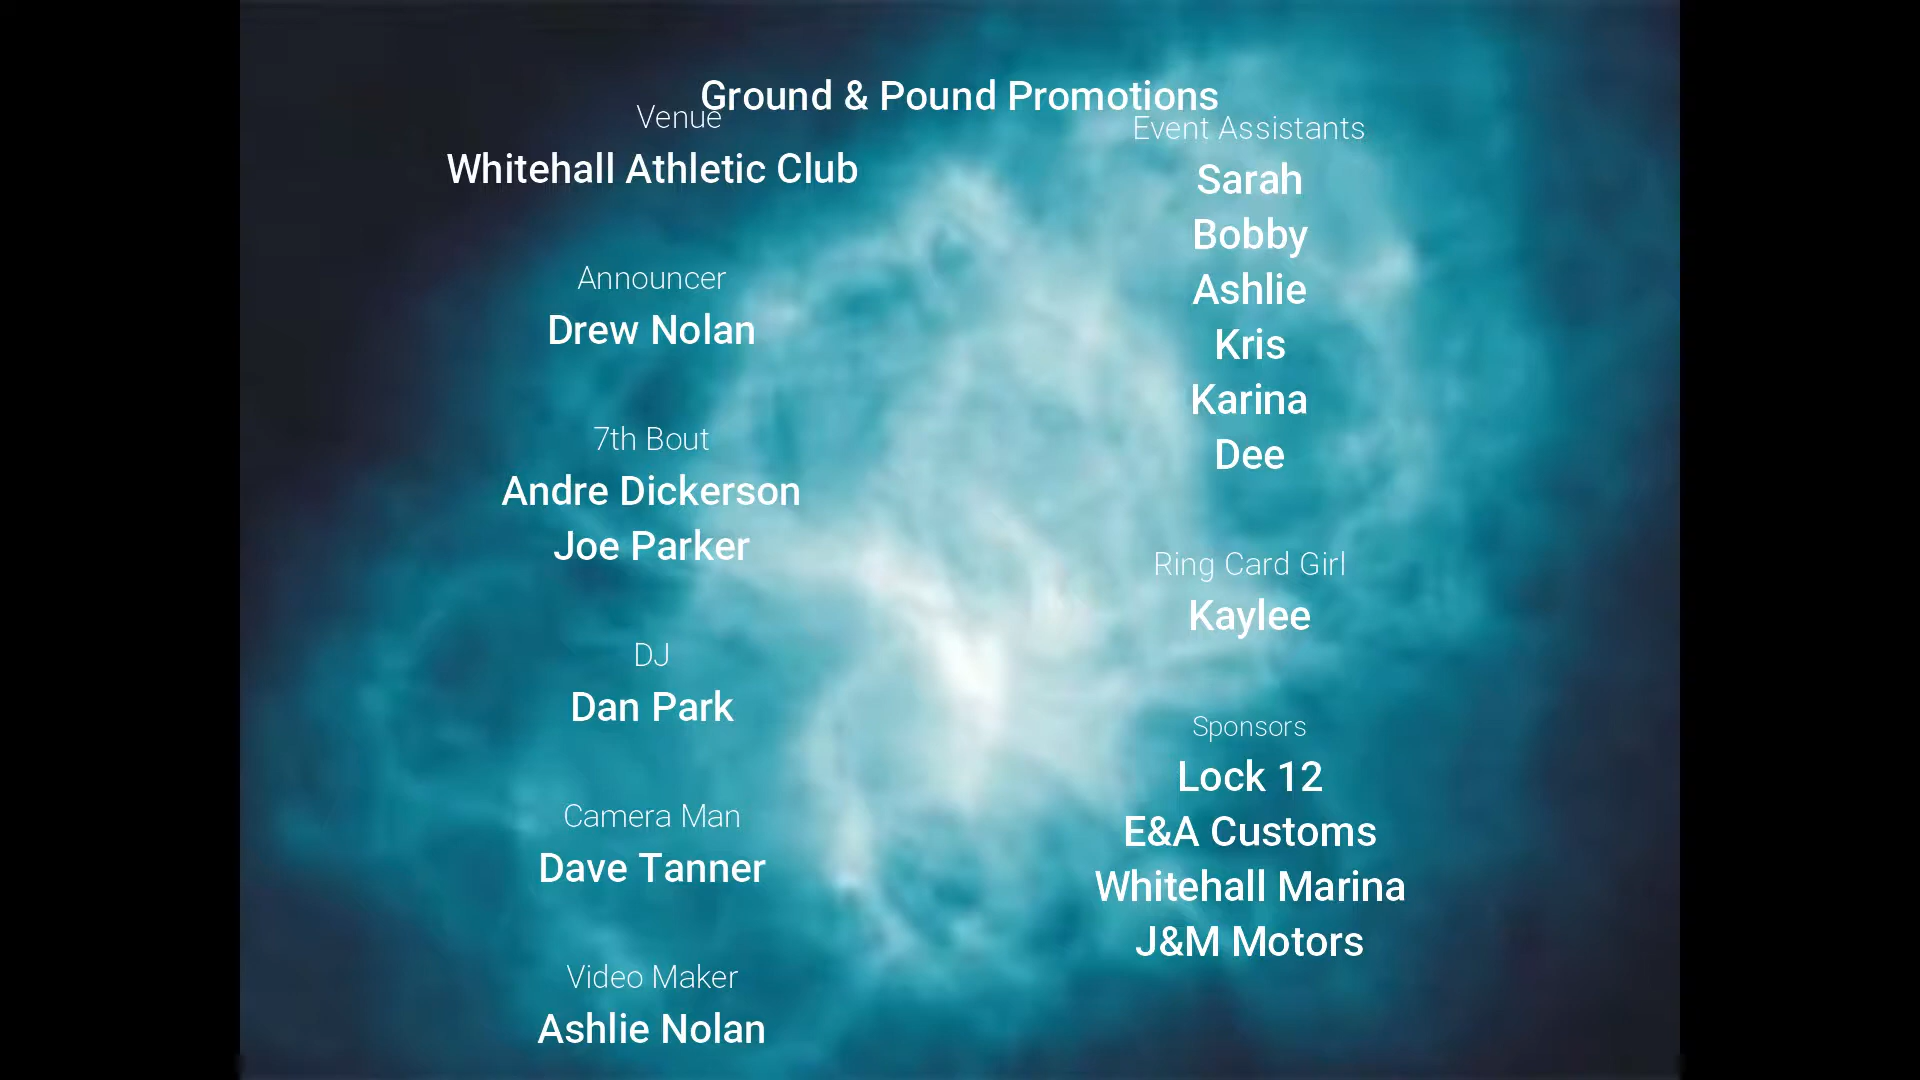 Ground & Pound Promotions
Venue
Whitehall Athletic Club
Announcer
Drew Nolan
7th Bout
Andre Dickerson
Joe Parker
DJ
Dan Park
Camera Man
Dave Tanner
Video Maker
Ashlie Nolan
Event Assistants
Sarah
Bobby
Ashlie
Kris
Karina
Dee
Ring Card Girl
Kaylee
Sponsors
Lock 12
E&A Customs
Whitehall Marina
J&M Motors